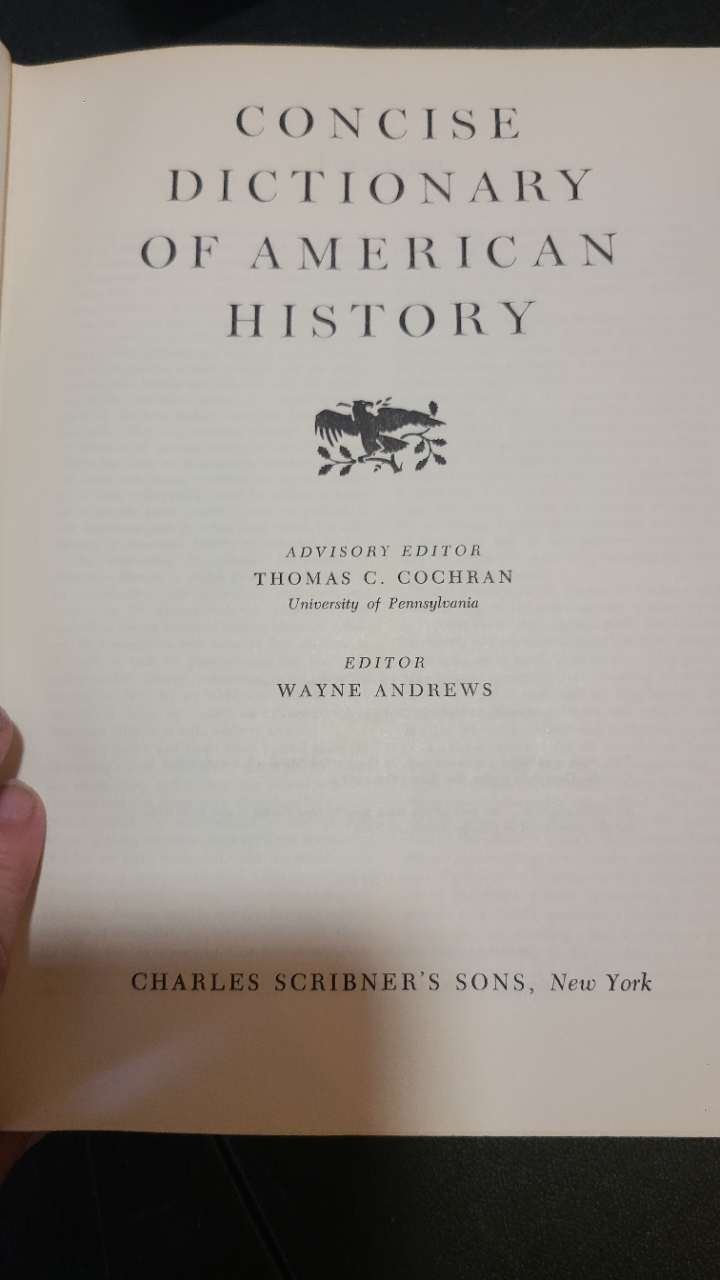 CONCISE
DICTIONARY
OF AMERICAN
HISTORY
ADVISORY EDITOR
THOMAS C. COCHRAN
University of Pennsylvania
EDITOR
WAYNE ANDREWS
CHARLES SCRIBNER'S SONS, New York